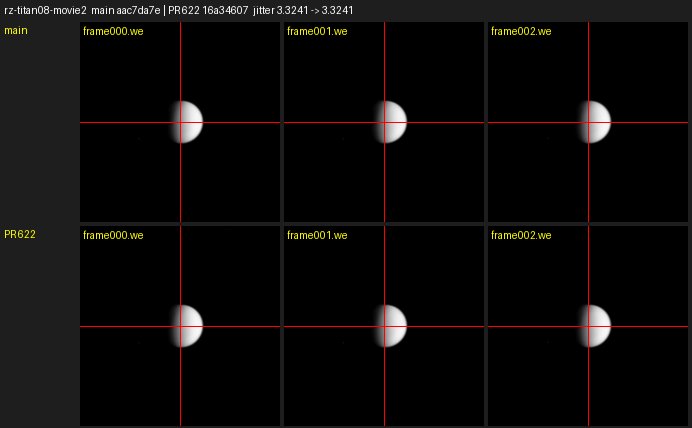 rz-titan08-movie2 main aac7da7e | PR622 16a34607 jitter 3.3241 -> 3.3241
main
frame000.we
frame001.we
frame002.we
PR622
frame000.we
frame001.we
frame002.we